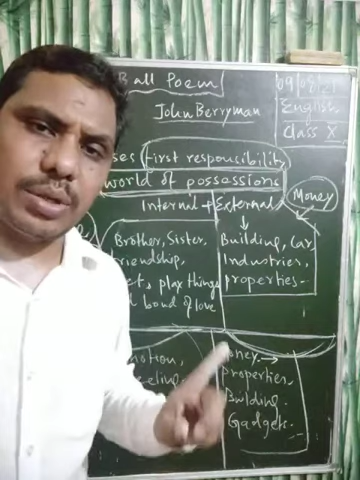 Ball Poem
John Berryman
09/08/21
English
Class X
first responsibility
world of possessions
Money
Internal + External
Brother, Sister,
friendship,
play things
bond of love
Building, Car
Industries,
properties.
properties,
Building
Gadgets.